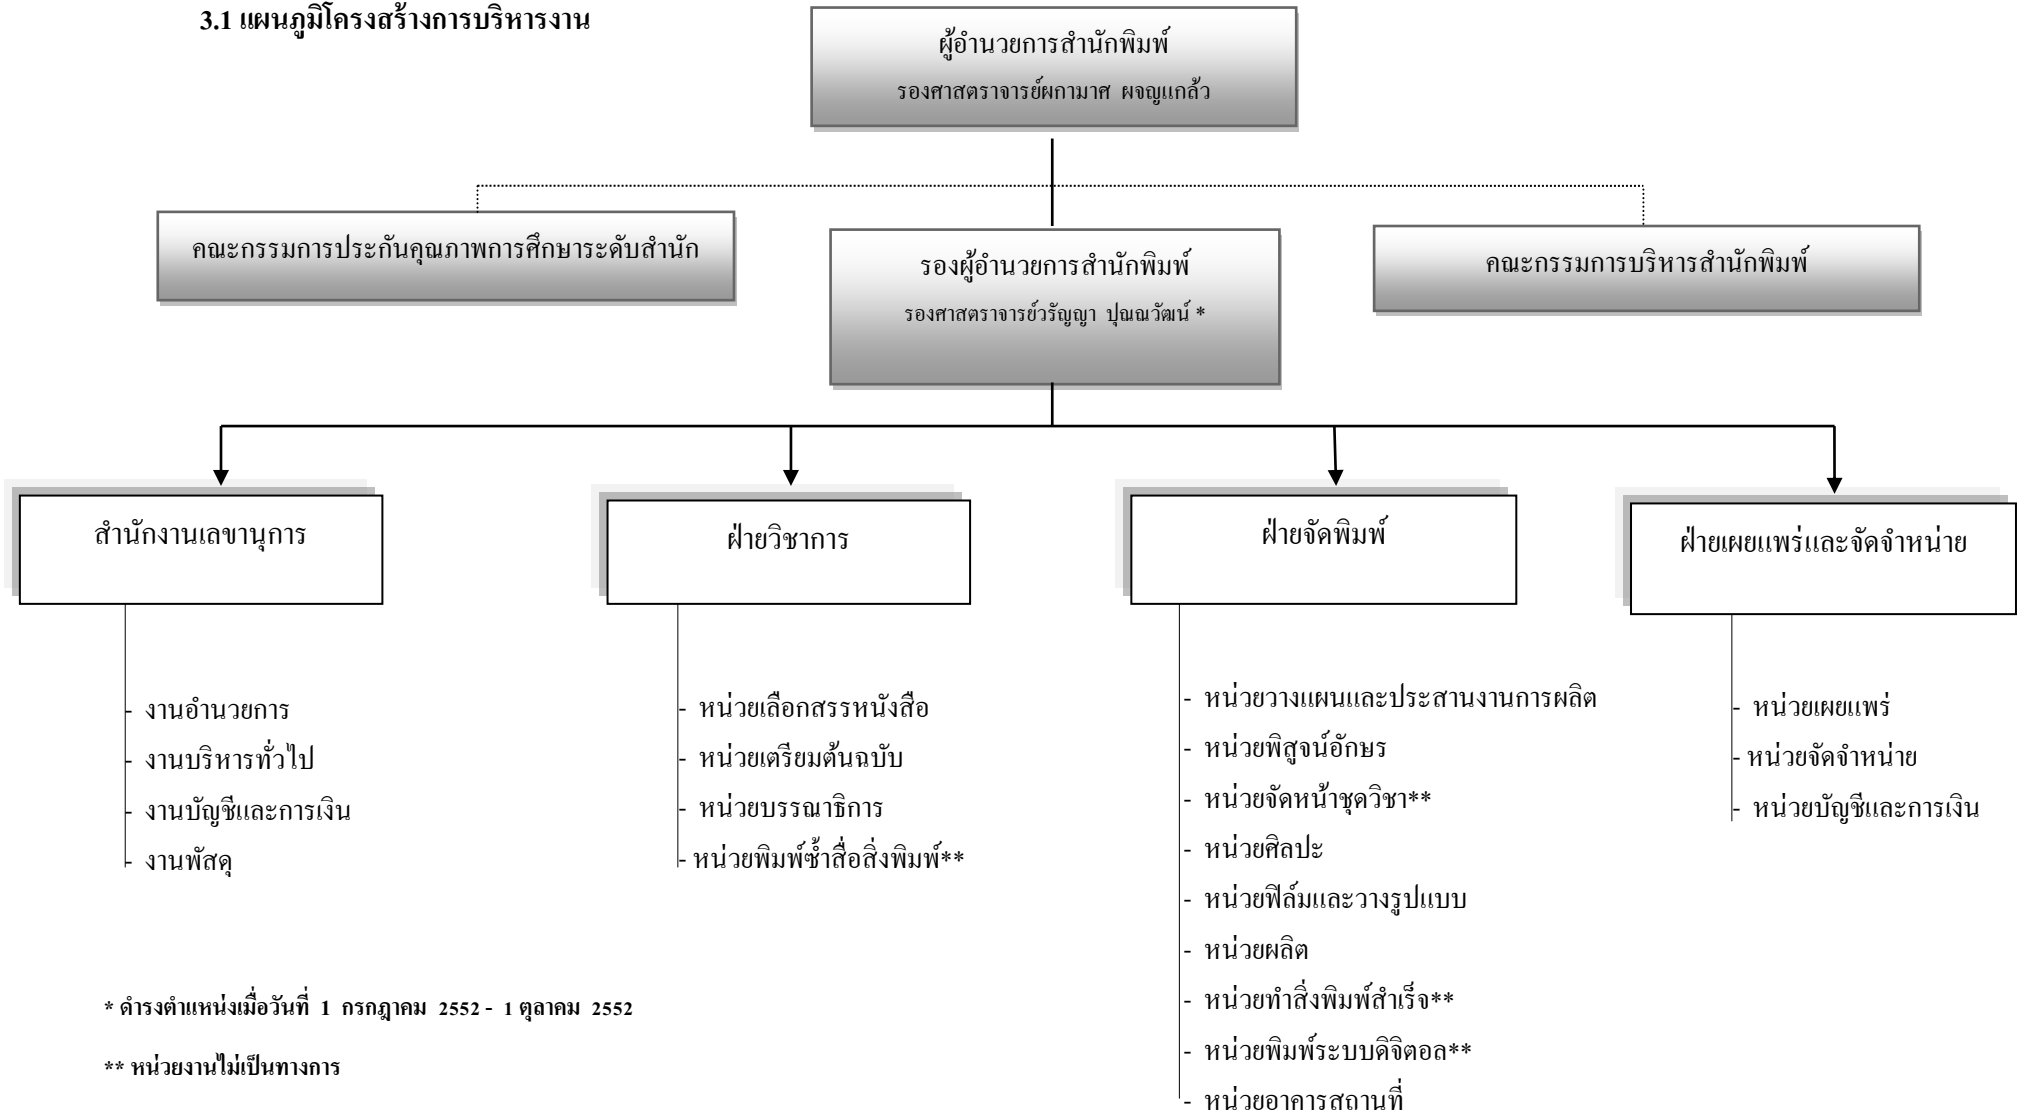 3.1 แผนภูมิโครงสร้างการบริหารงาน
ผู้อำนวยการสำนักพิมพ์
รองศาสตราจารย์ผกามาศ ผจญแกล้ว
คณะกรรมการประกันคุณภาพการศึกษาระดับสำนัก
รองผู้อำนวยการสำนักพิมพ์
รองศาสตราจารย์วรัญญา ปุณณวัฒน์ *
คณะกรรมการบริหารสำนักพิมพ์
สำนักงานเลขานุการ
- งานอำนวยการ
- งานบริหารทั่วไป
- งานบัญชีและการเงิน
- งานพัสดุ
ฝ่ายวิชาการ
- หน่วยเลือกสรรหนังสือ
- หน่วยเตรียมต้นฉบับ
- หน่วยบรรณาธิการ
- หน่วยพิมพ์ซ้ำสื่อสิ่งพิมพ์**
ฝ่ายจัดพิมพ์
- หน่วยวางแผนและประสานงานการผลิต
- หน่วยพิสูจน์อักษร
- หน่วยจัดหน้าชุดวิชา**
- หน่วยศิลปะ
- หน่วยฟิล์มและวางรูปแบบ
- หน่วยผลิต
- หน่วยทำสิ่งพิมพ์สำเร็จ**
- หน่วยพิมพ์ระบบดิจิตอล**
- หน่วยอาคารสถานที่
ฝ่ายเผยแพร่และจัดจำหน่าย
- หน่วยเผยแพร่
- หน่วยจัดจำหน่าย
- หน่วยบัญชีและการเงิน
* ดำรงตำแหน่งเมื่อวันที่ 1 กรกฎาคม 2552 - 1 ตุลาคม 2552
** หน่วยงานไม่เป็นทางการ